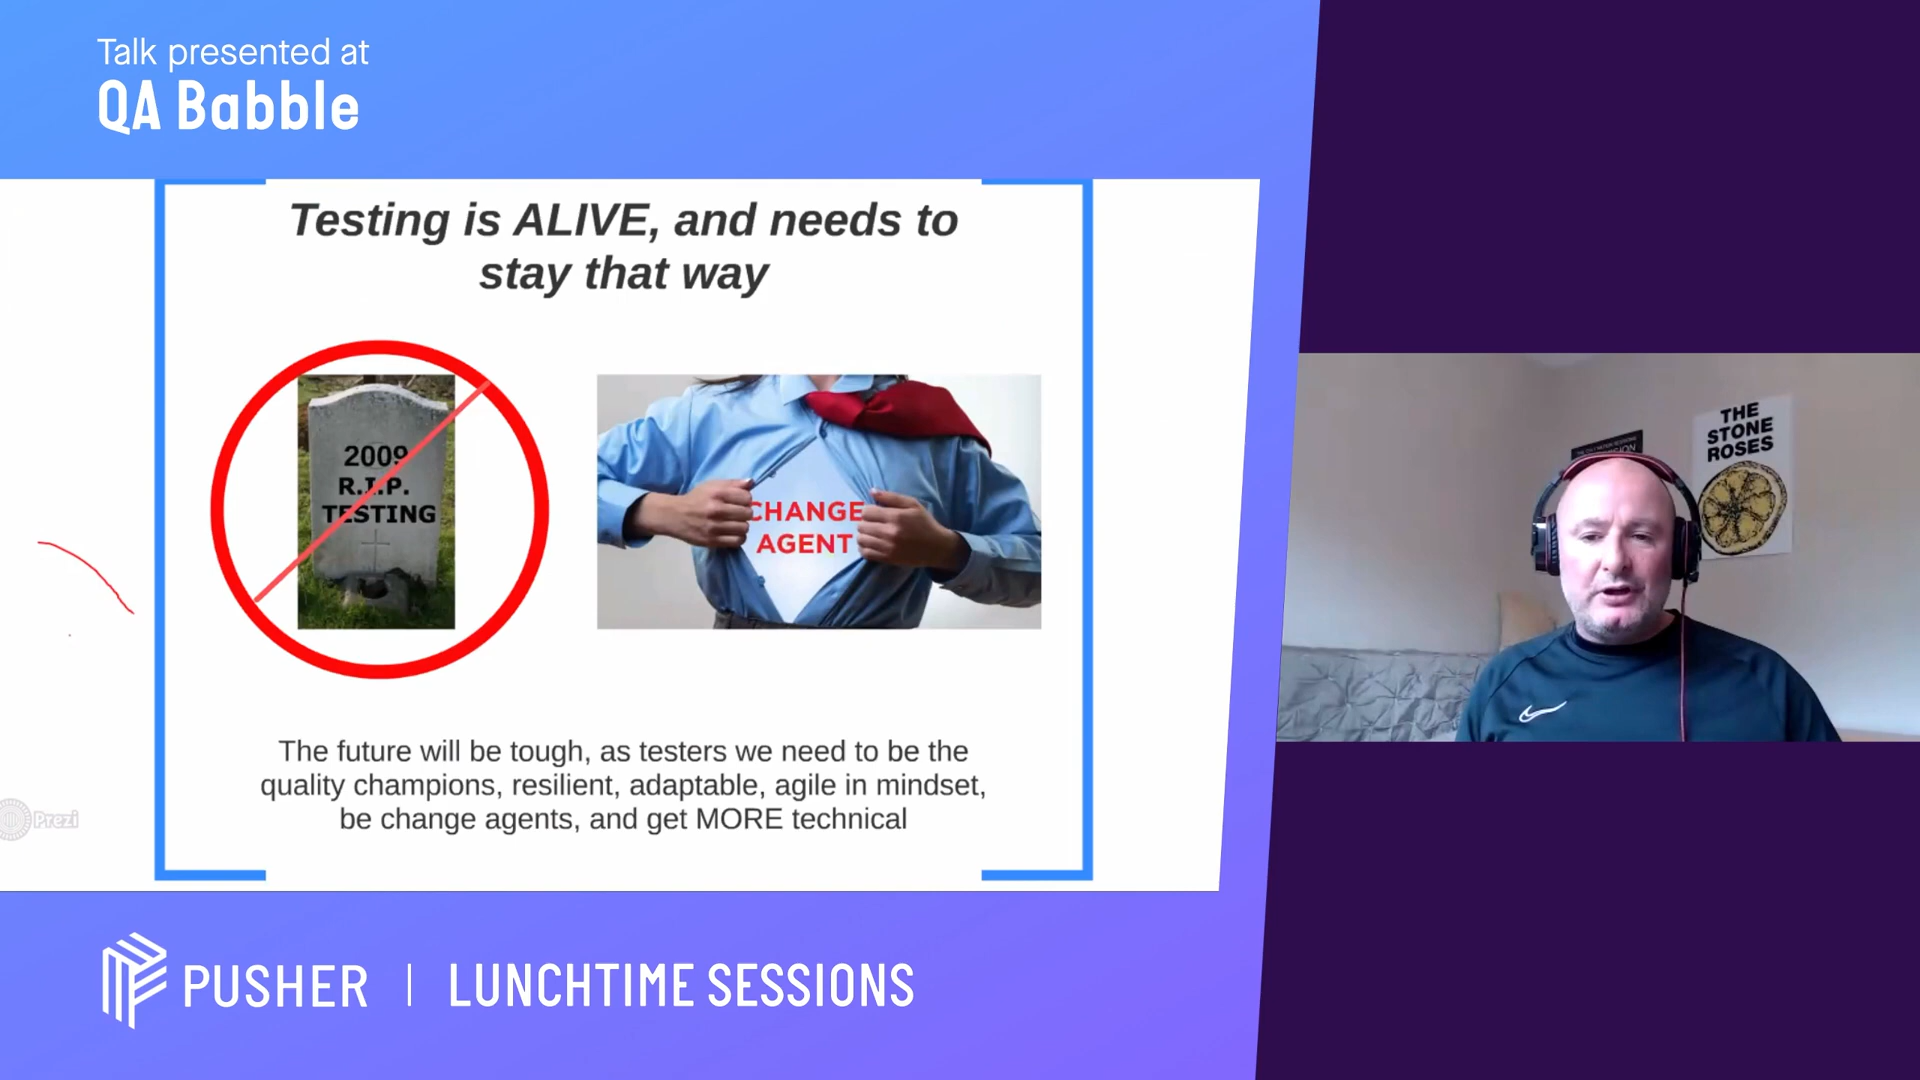 Talk presented at
QA Babble
Testing is ALIVE, and needs to
stay that way
2009
R.I.P.
TESTING
CHANGE
AGENT
The future will be tough, as testers we need to be the
quality champions, resilient, adaptable, agile in mindset,
be change agents, and get MORE technical
Prezi
PUSHER | LUNCHTIME SESSIONS
THE
STONE
ROSES